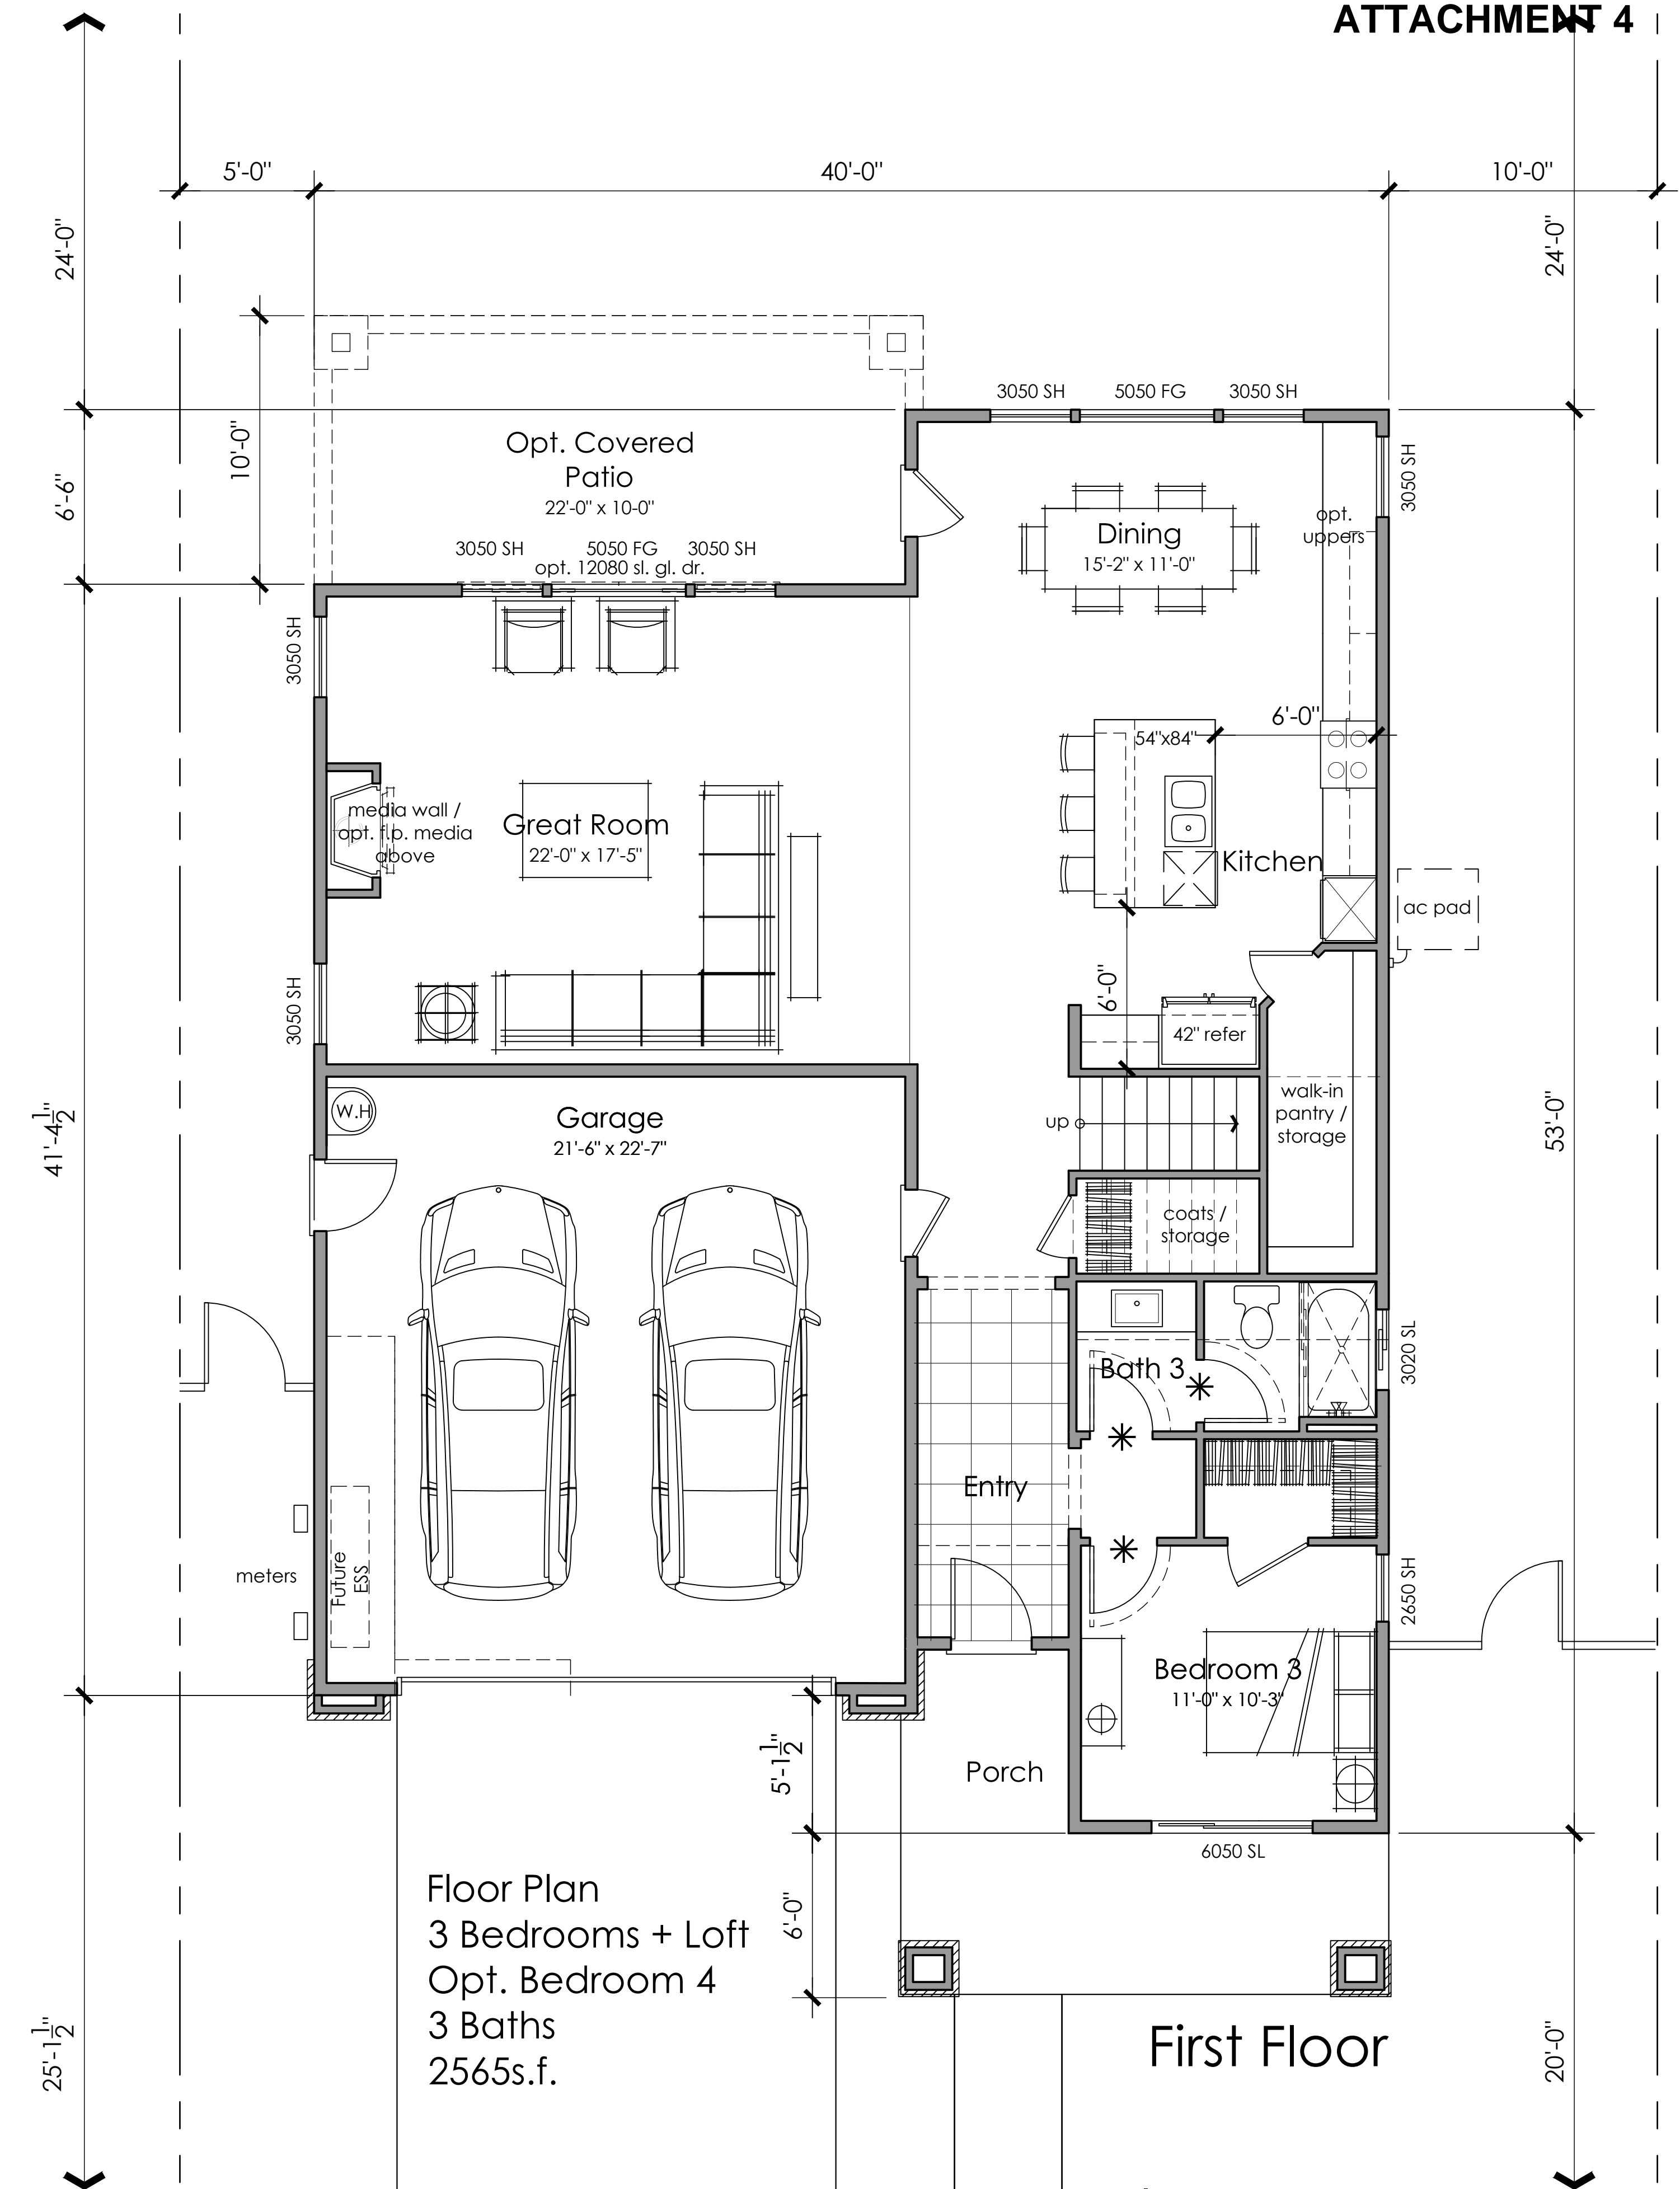 ATTACHMENT 4
5'-0"
40'-0"
10'-0"
24'-0"
24'-0"
3050 SH
5050 FG
3050 SH
10'-0"
6'-6"
Opt. Covered
Patio
22'-0" x 10-0"
3050 SH
5050 FG
3050 SH
opt. 12080 sl. gl. dr.
Dining
15'-2" x 11'-0"
opt.
uppers
3050 SH
3050 SH
6'-0"
54"x84"
media wall /
opt. f.p. media
above
Great Room
22'-0" x 17'-5"
Kitchen
ac pad
3050 SH
6'-0"
42" refer
W.H
Garage
21'-6" x 22'-7"
up
walk-in
pantry /
storage
41'-4 1/2"
53'-0"
coats /
storage
Bath 3
3020 SL
Entry
meters
Future
ESS
2650 SH
Bedroom 3
11'-0" x 10'-3"
5'-1 1/2"
Porch
6050 SL
6'-0"
Floor Plan
3 Bedrooms + Loft
Opt. Bedroom 4
3 Baths
2565s.f.
First Floor
25'-1 1/2"
20'-0"